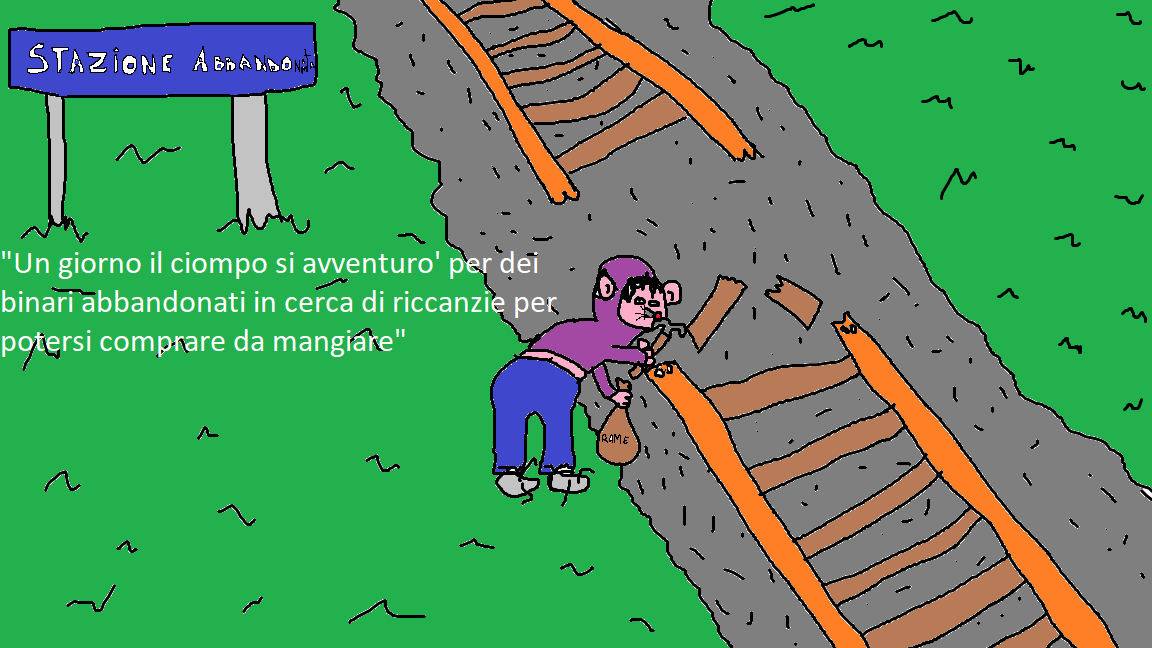 STAZIONE ABBANDONATA
"Un giorno il ciompo si avventuro' per dei
binari abbandonati in cerca di riccanzie per
potersi comprare da mangiare"
RAME